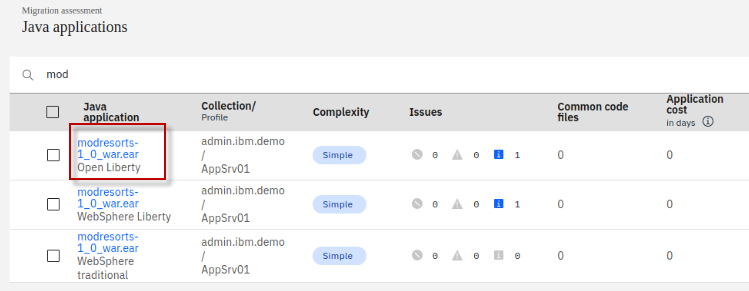 Migration assessment
Java applications
mod
Java application Collection/ Profile Complexity Issues Common code files Application cost in days
modresorts-1_0_war.ear Open Liberty admin.ibm.demo / AppSrv01 Simple 0 0 1 0 0
modresorts-1_0_war.ear WebSphere Liberty admin.ibm.demo / AppSrv01 Simple 0 0 1 0 0
modresorts-1_0_war.ear WebSphere traditional admin.ibm.demo / AppSrv01 Simple 0 0 0 0 0